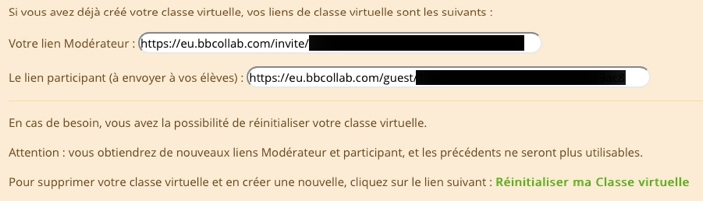 Si vous avez déjà créé votre classe virtuelle, vos liens de classe virtuelle sont les suivants :
Votre lien Modérateur : https://eu.bbcollab.com/invite/
Le lien participant (à envoyer à vos élèves) : https://eu.bbcollab.com/guest/
En cas de besoin, vous avez la possibilité de réinitialiser votre classe virtuelle.
Attention : vous obtiendrez de nouveaux liens Modérateur et participant, et les précédents ne seront plus utilisables.
Pour supprimer votre classe virtuelle et en créer une nouvelle, cliquez sur le lien suivant : Réinitialiser ma Classe virtuelle